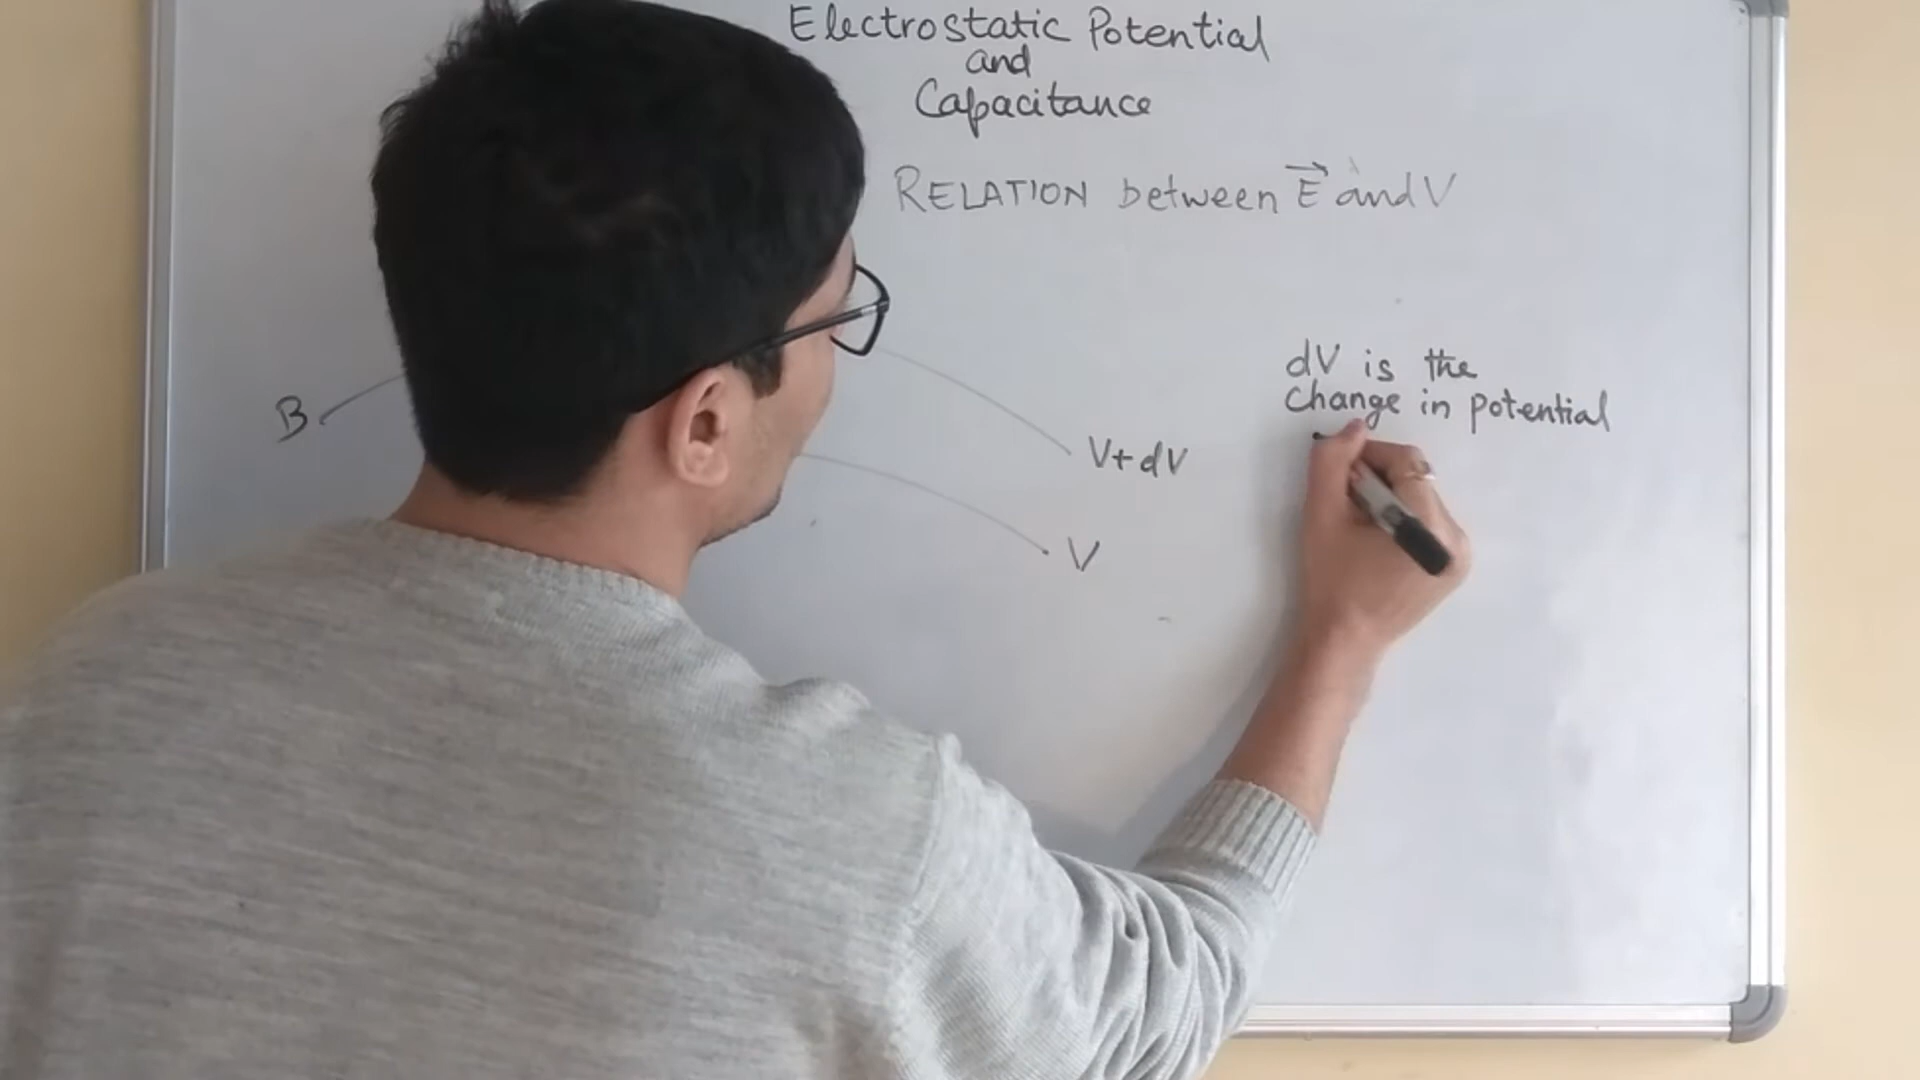 Electrostatic Potential
and
Capacitance
RELATION between E⃗ and V
dV is the
change in potential
B
V+dV
V